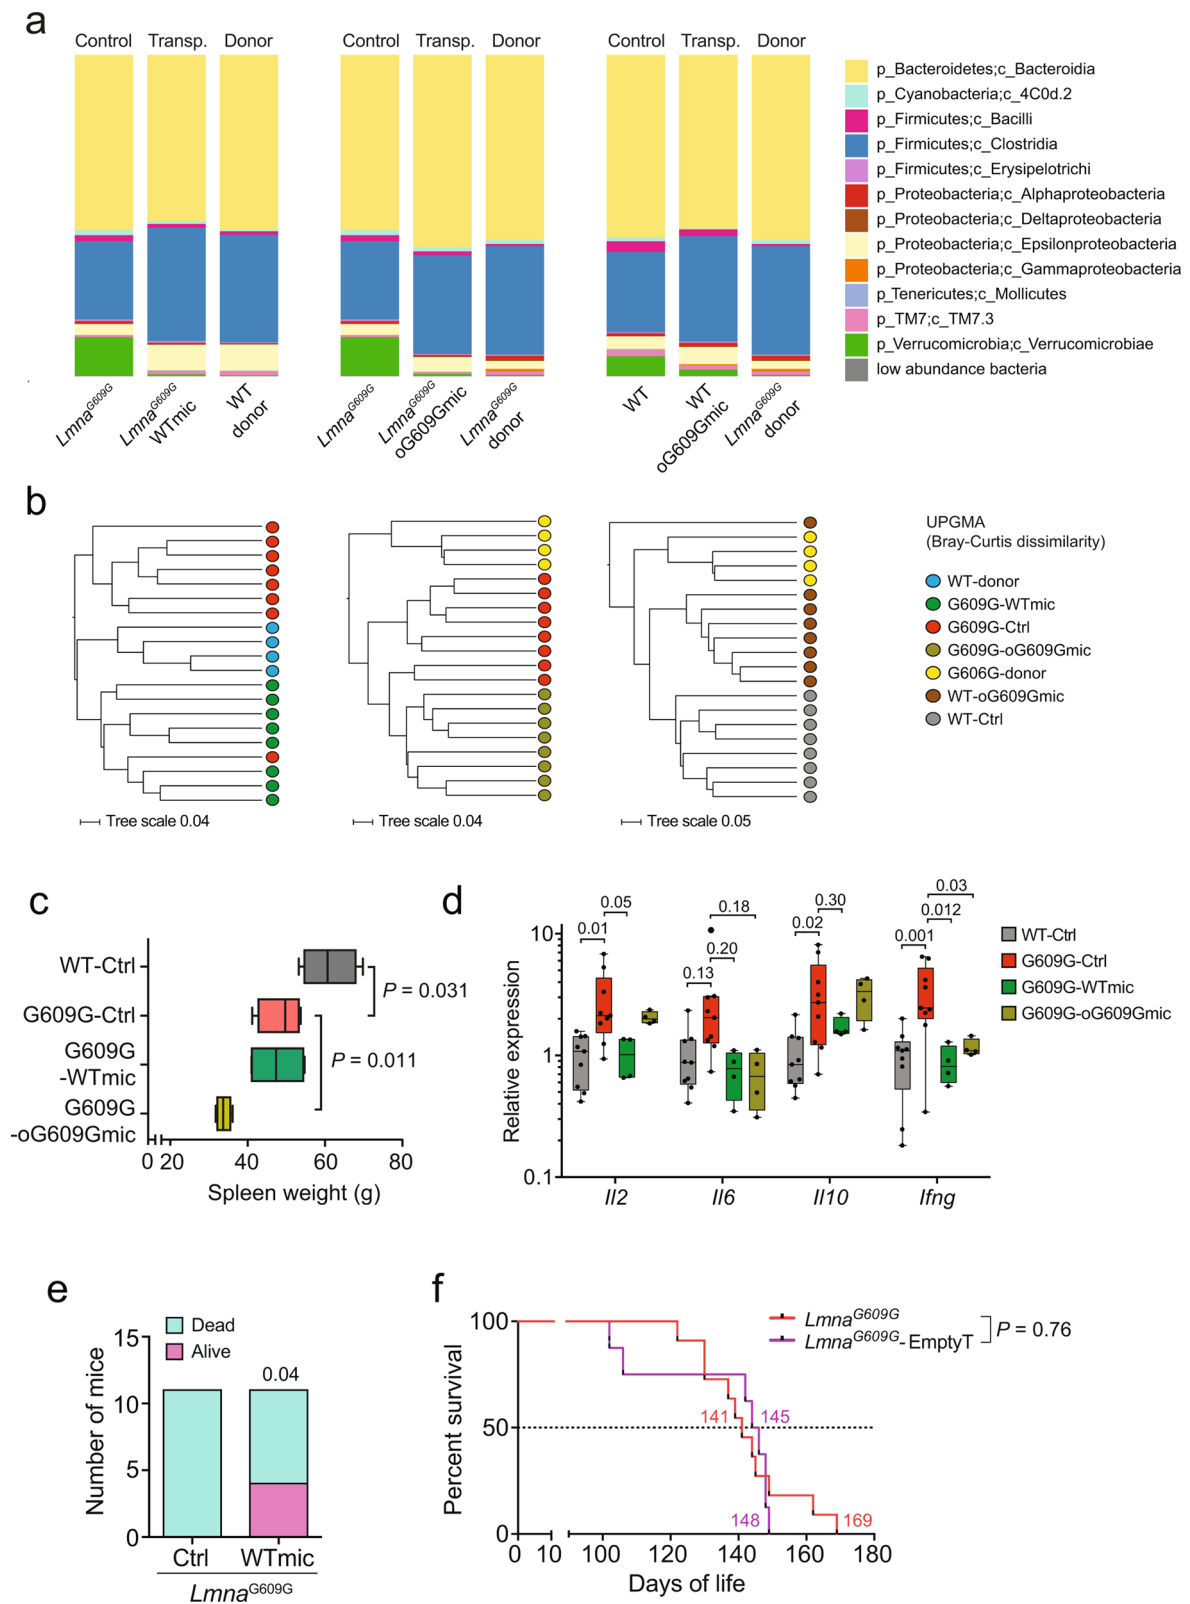 a
Control Transp. Donor
Control Transp. Donor
Control Transp. Donor
p_Bacteroidetes;c_Bacteroidia
p_Cyanobacteria;c_4C0d.2
p_Firmicutes;c_Bacilli
p_Firmicutes;c_Clostridia
p_Firmicutes;c_Erysipelotrichi
p_Proteobacteria;c_Alphaproteobacteria
p_Proteobacteria;c_Deltaproteobacteria
p_Proteobacteria;c_Epsilonproteobacteria
p_Proteobacteria;c_Gammaproteobacteria
p_Tenericutes;c_Mollicutes
p_TM7;c_TM7.3
p_Verrucomicrobia;c_Verrucomicrobiae
low abundance bacteria
LmnaG609G
LmnaG609G
WTmic
WT
donor
LmnaG609G
LmnaG609G
oG609Gmic
LmnaG609G
donor
WT
WT
oG609Gmic
LmnaG609G
donor
b
UPGMA
(Bray-Curtis dissimilarity)
WT-donor
G609G-WTmic
G609G-Ctrl
G609G-oG609Gmic
G606G-donor
WT-oG609Gmic
WT-Ctrl
Tree scale 0.04
Tree scale 0.04
Tree scale 0.05
c
WT-Ctrl
G609G-Ctrl
G609G
-WTmic
G609G
-oG609Gmic
P = 0.031
P = 0.011
0 20 40 60 80
Spleen weight (g)
d
Relative expression
10
1
0.1
0.01
0.05
0.13
0.20
0.18
0.02
0.30
0.001
0.012
0.03
Il2 Il6 Il10 Ifng
WT-Ctrl
G609G-Ctrl
G609G-WTmic
G609G-oG609Gmic
e
Dead
Alive
Number of mice
15
10
5
0
0.04
Ctrl WTmic
LmnaG609G
f
Percent survival
100
50
0
LmnaG609G
LmnaG609G-EmptyT
P = 0.76
141 145
148 169
0 10 100 120 140 160 180
Days of life